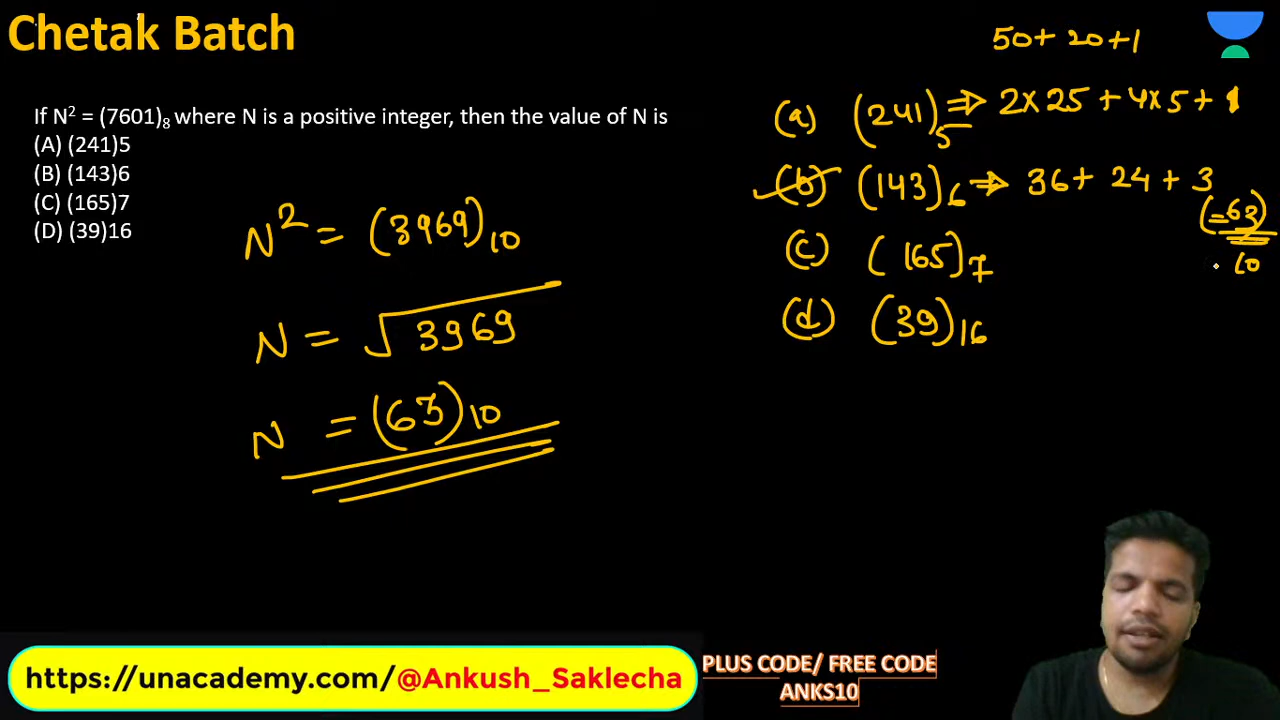 Chetak Batch
If N² = (7601)₈ where N is a positive integer, then the value of N is
(A) (241)5
(B) (143)6
(C) (165)7
(D) (39)16
N² = (3969)₁₀
N = √3969
N = (63)₁₀
50+ 20+1
(a) (241)₅ ⇒ 2×25 + 4×5 + 1
(b) (143)₆ ⇒ 36+ 24 + 3
(=63)₁₀
(c) (165)₇
(d) (39)₁₆
https://unacademy.com/@Ankush_Saklecha
PLUS CODE/ FREE CODE
ANKS10